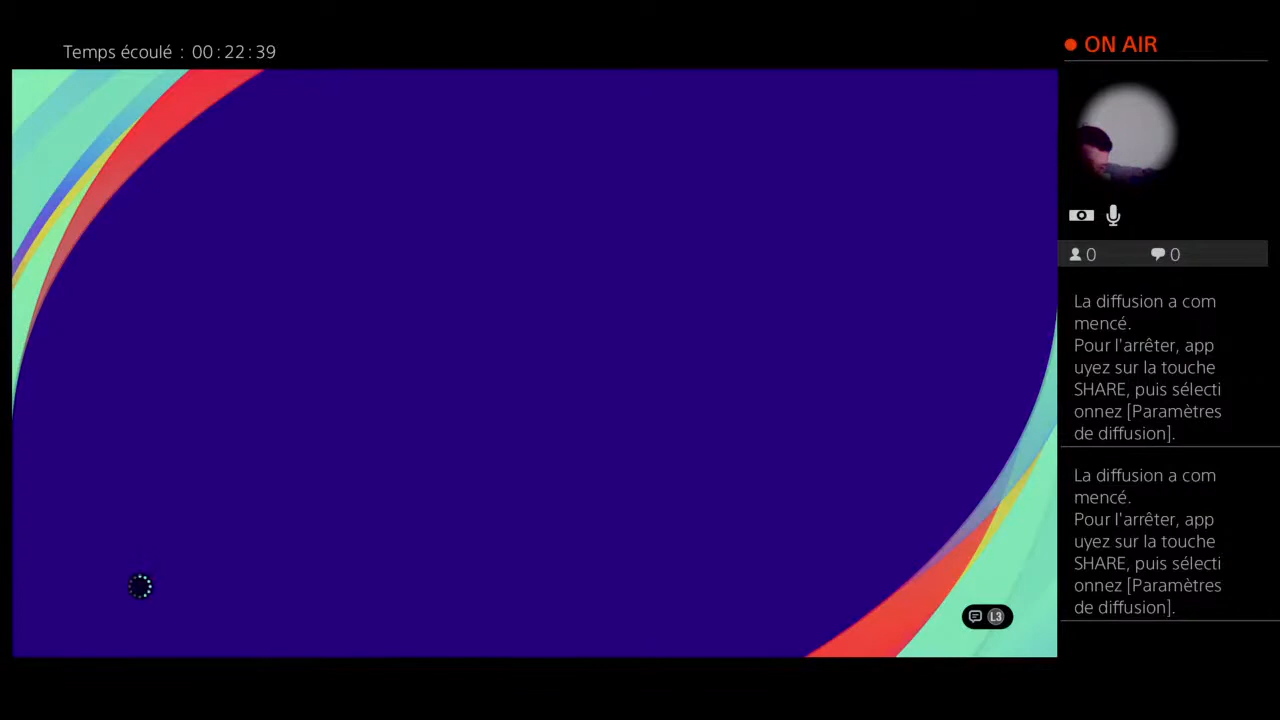 Temps écoulé : 00:22:39
ON AIR
0 0
La diffusion a com
mencé.
Pour l'arrêter, app
uyez sur la touche
SHARE, puis sélecti
onnez [Paramètres
de diffusion].
La diffusion a com
mencé.
Pour l'arrêter, app
uyez sur la touche
SHARE, puis sélecti
onnez [Paramètres
de diffusion].
L3